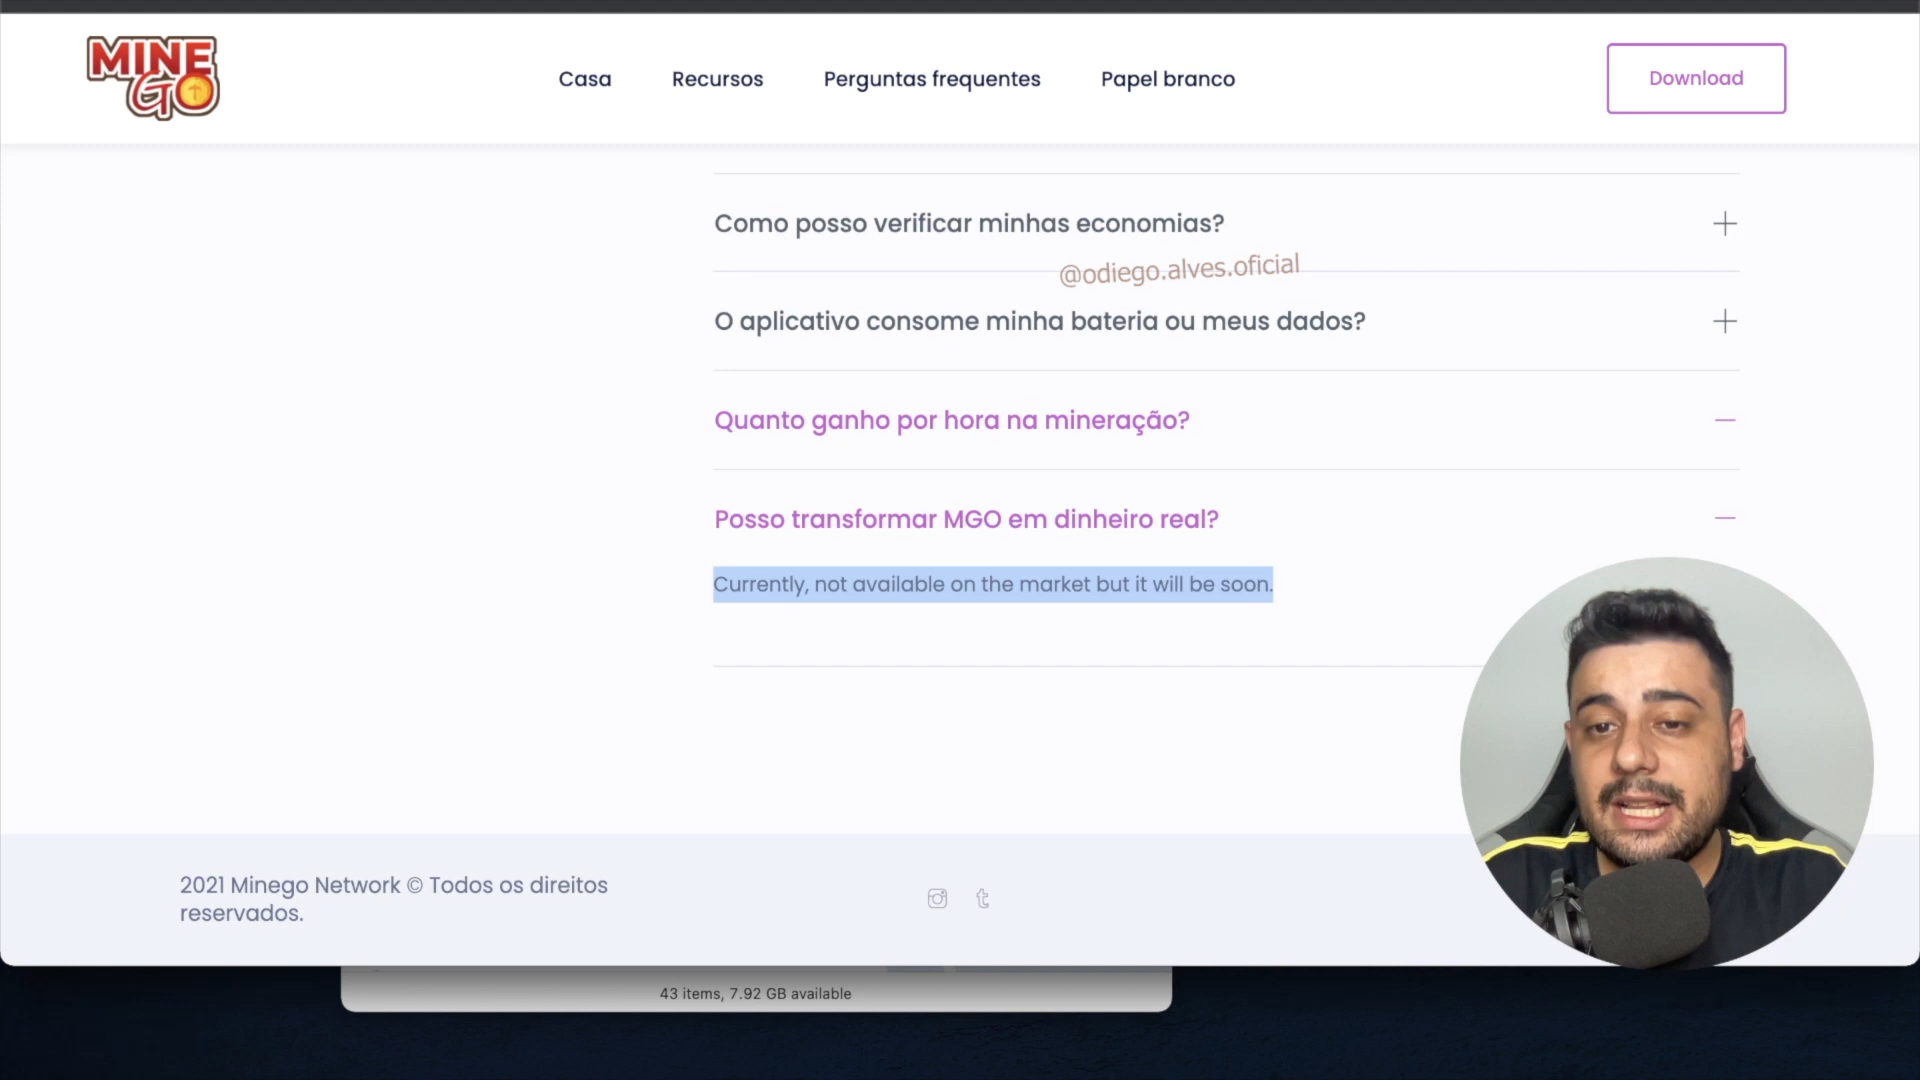 MINE
GO
Casa
Recursos
Perguntas frequentes
Papel branco
Download
Como posso verificar minhas economias?
@odiego.alves.oficial
O aplicativo consome minha bateria ou meus dados?
Quanto ganho por hora na mineração?
Posso transformar MGO em dinheiro real?
Currently, not available on the market but it will be soon.
2021 Minego Network © Todos os direitos
reservados.
43 items, 7.92 GB available